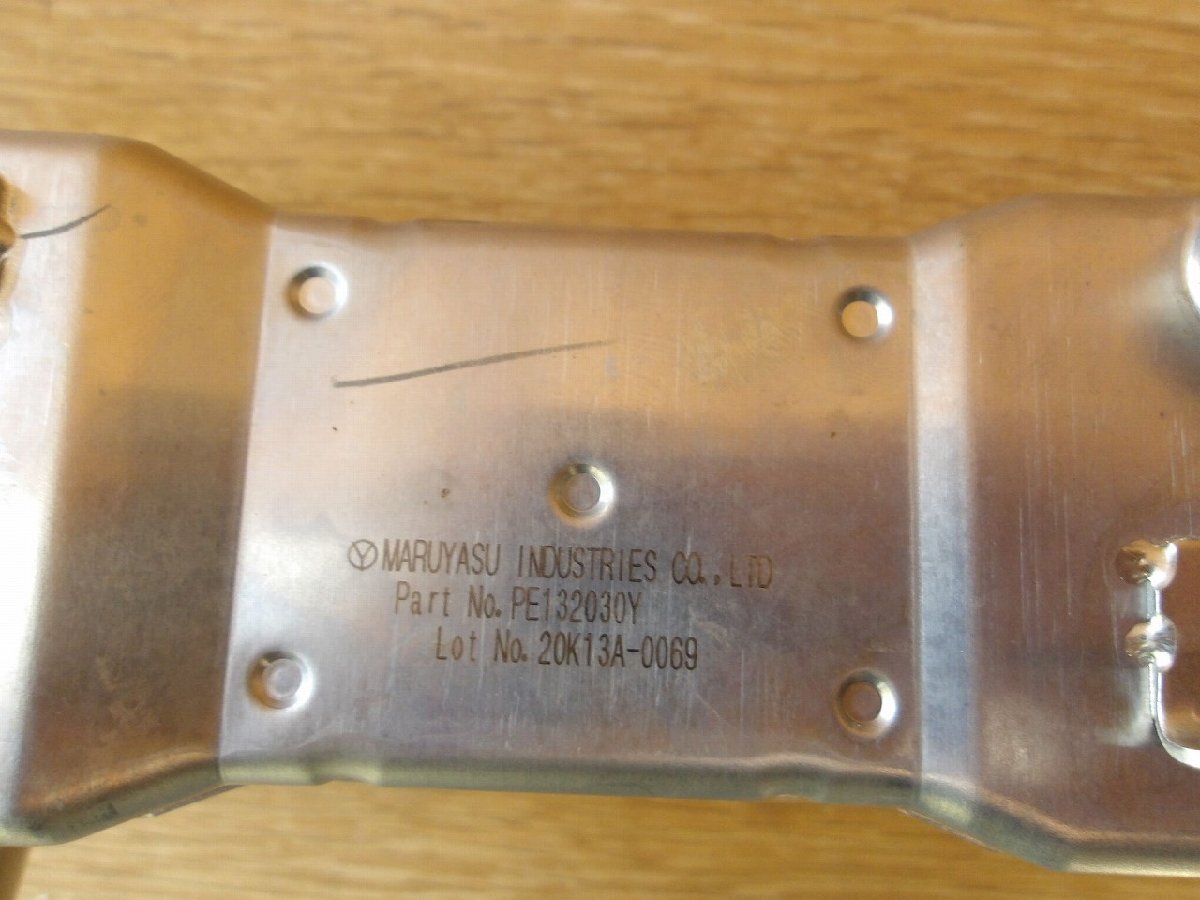 MARUYASU INDUSTRIES CO., LTD
Part No. PE132030Y
Lot No. 20K13A-0069